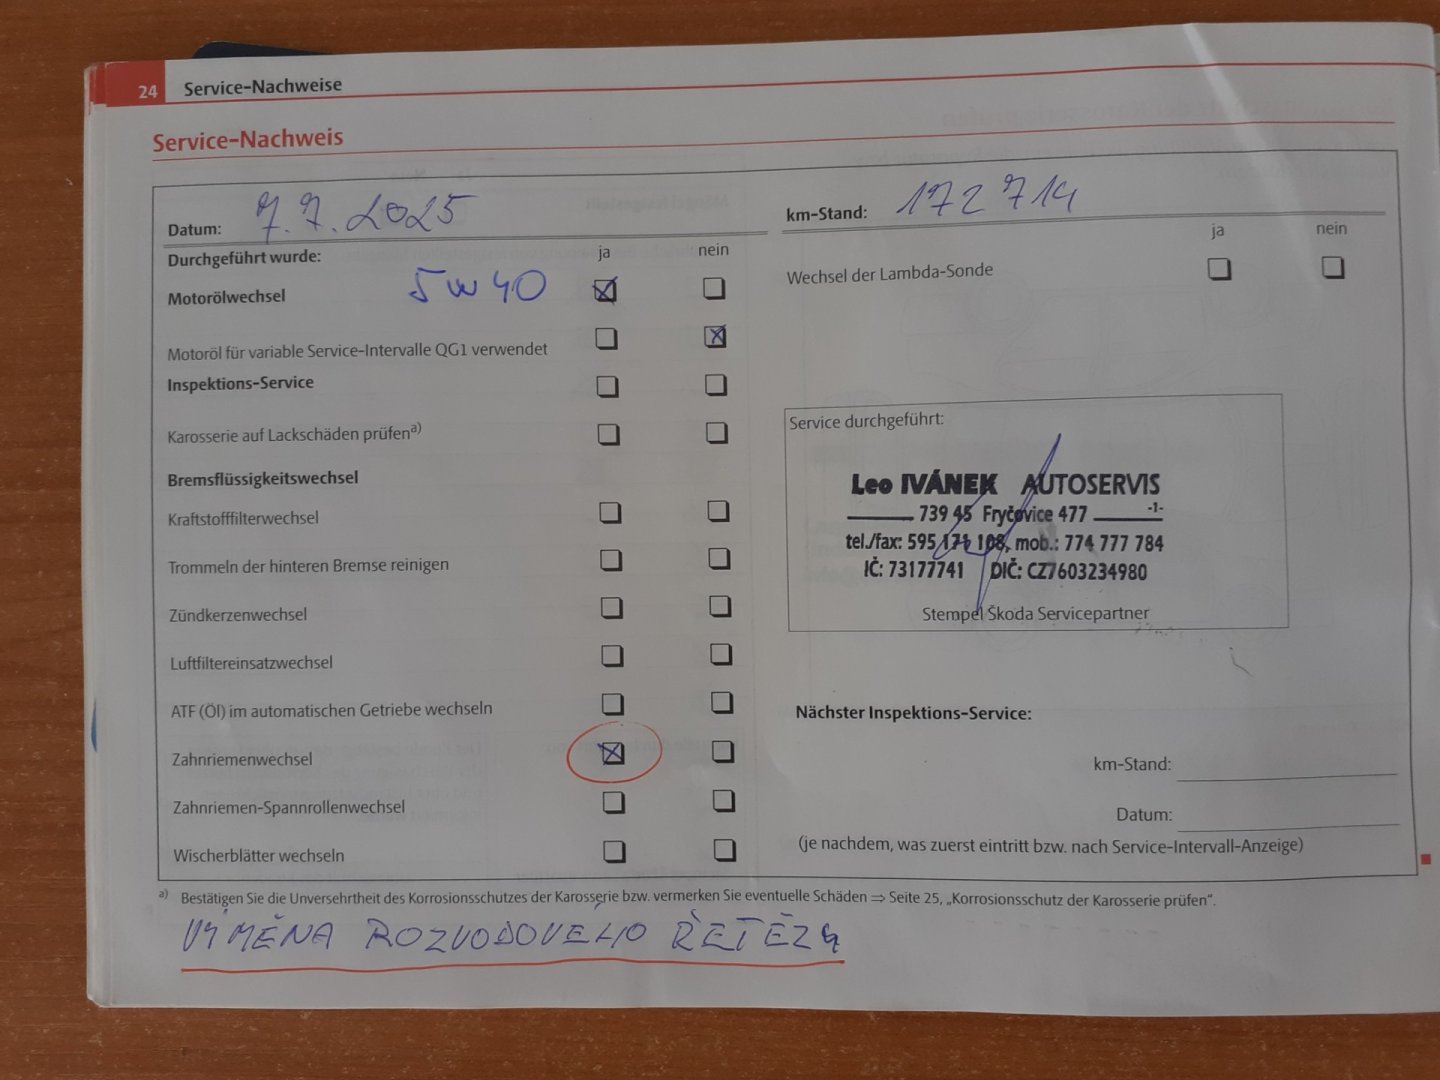 24 Service-Nachweise
Service-Nachweis
Datum: 7.7.2025
km-Stand: 172 714
Durchgeführt wurde: ja nein
ja nein
Motorölwechsel 5W40
Wechsel der Lambda-Sonde
Motoröl für variable Service-Intervalle QG1 verwendet
Inspektions-Service
Karosserie auf Lackschäden prüfen a)
Bremsflüssigkeitswechsel
Kraftstofffilterwechsel
Trommeln der hinteren Bremse reinigen
Zündkerzenwechsel
Luftfiltereinsatzwechsel
ATF (Öl) im automatischen Getriebe wechseln
Zahnriemenwechsel
Zahnriemen-Spannrollenwechsel
Wischerblätter wechseln
Service durchgeführt:
Leo IVÁNEK AUTOSERVIS
739 45 Fryčovice 477 -1-
tel./fax: 595 171 108, mob.: 774 777 784
IČ: 73177741 DIČ: CZ7603234980
Stempel Škoda Servicepartner
Nächster Inspektions-Service:
km-Stand:
Datum:
(je nachdem, was zuerst eintritt bzw. nach Service-Intervall-Anzeige)
a) Bestätigen Sie die Unversehrtheit des Korrosionsschutzes der Karosserie bzw. vermerken Sie eventuelle Schäden ⇒ Seite 25, „Korrosionsschutz der Karosserie prüfen“.
VÝMĚNA ROZVODOVÉHO ŘETĚZU